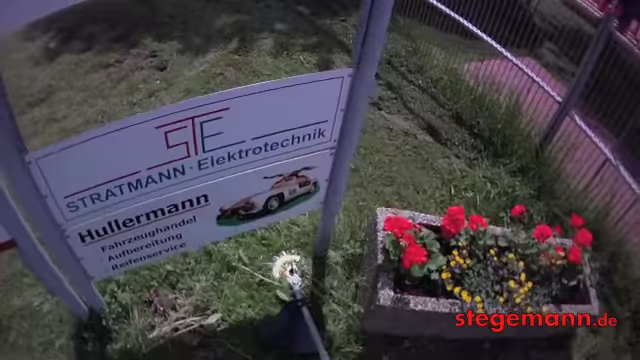 STE
STRATMANN · Elektrotechnik
Hullermann
Fahrzeughandel
Aufbereitung
Reifenservice
stegemann.de